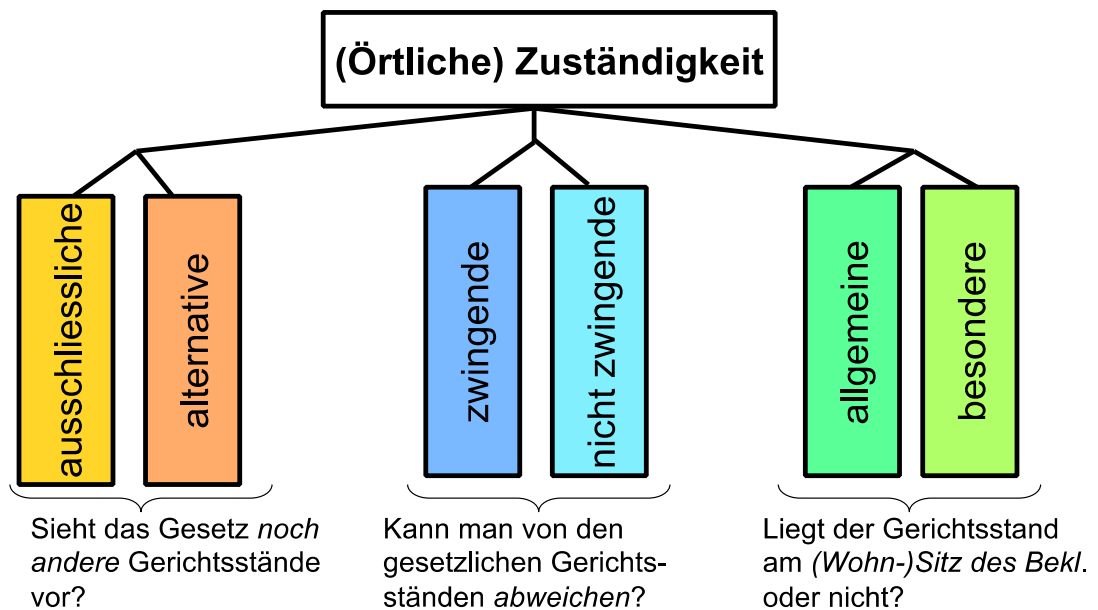 (Örtliche) Zuständigkeit
ausschliessliche
alternative
zwingende
nicht zwingende
allgemeine
besondere
Sieht das Gesetz noch
andere Gerichtsstände
vor?
Kann man von den
gesetzlichen Gerichts-
ständen abweichen?
Liegt der Gerichtsstand
am (Wohn-)Sitz des Bekl.
oder nicht?